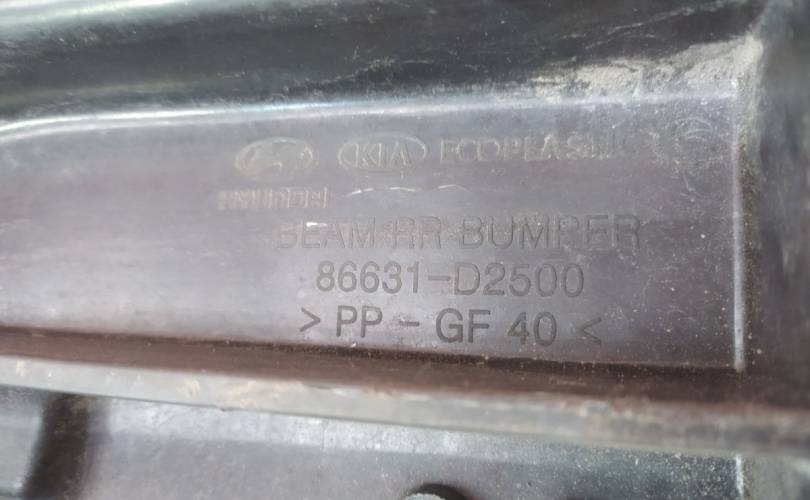 KIA ECOPLASTIC
HYUNDAI
BEAM-RR BUMPER
86631-D2500
> PP - GF 40 <